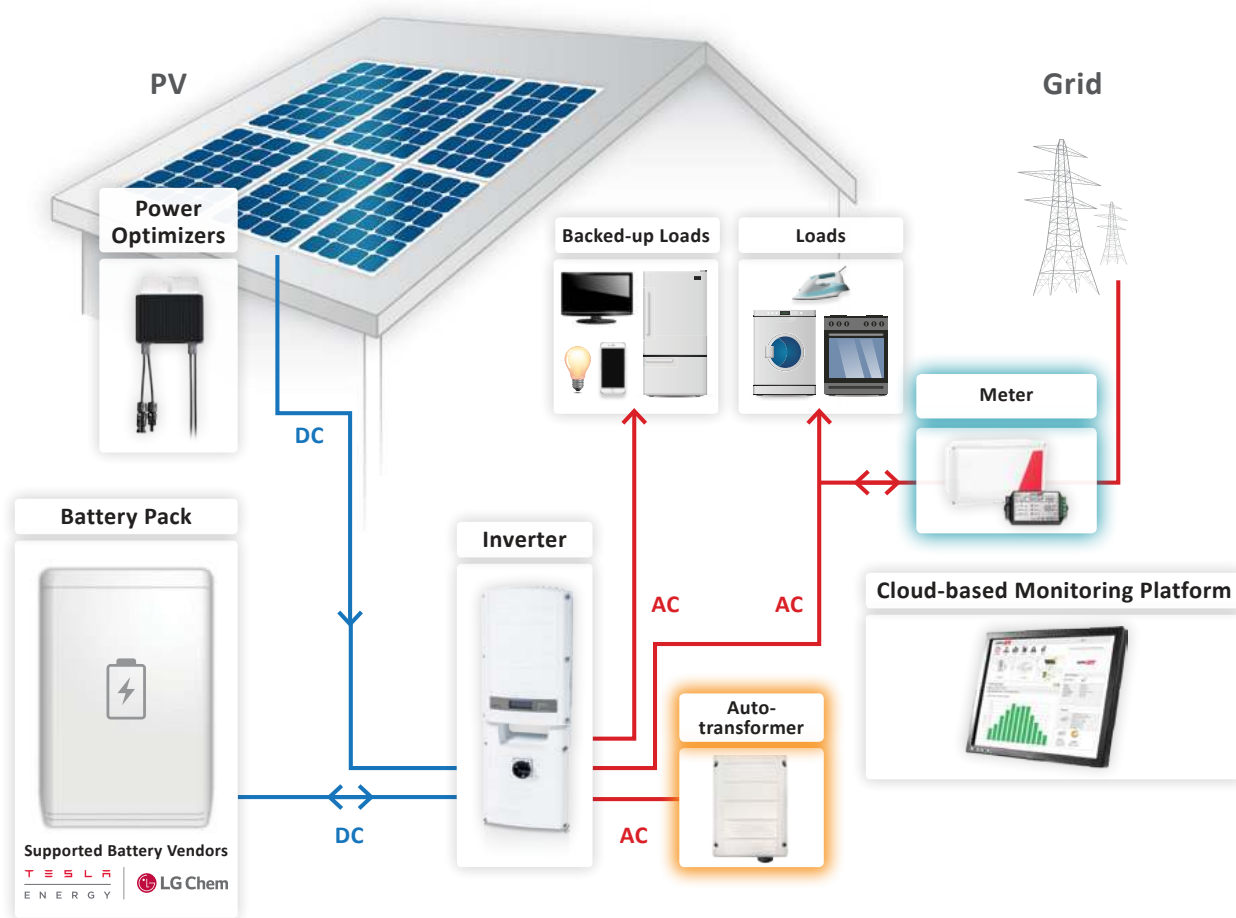 PV
Grid
Power
Optimizers
Backed-up Loads
Loads
Meter
DC
Battery Pack
Inverter
AC
AC
Cloud-based Monitoring Platform
Auto-
transformer
DC
AC
Supported Battery Vendors
TESLA
ENERGY
LG
LG Chem